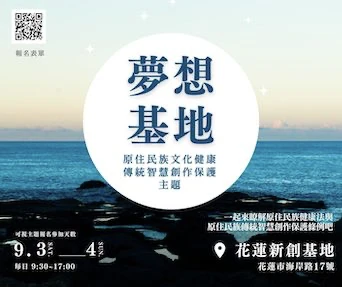 報名表單
夢想
基地
原住民族文化健康
傳統智慧創作保護
主題
一起來瞭解原住民族健康法與
原住民族傳統智慧創作保護條例吧
可視主題報名參加天數
9.3 SAT. 4 SUN.
每日 9:30~17:00
花蓮新創基地
花蓮市海岸路17號